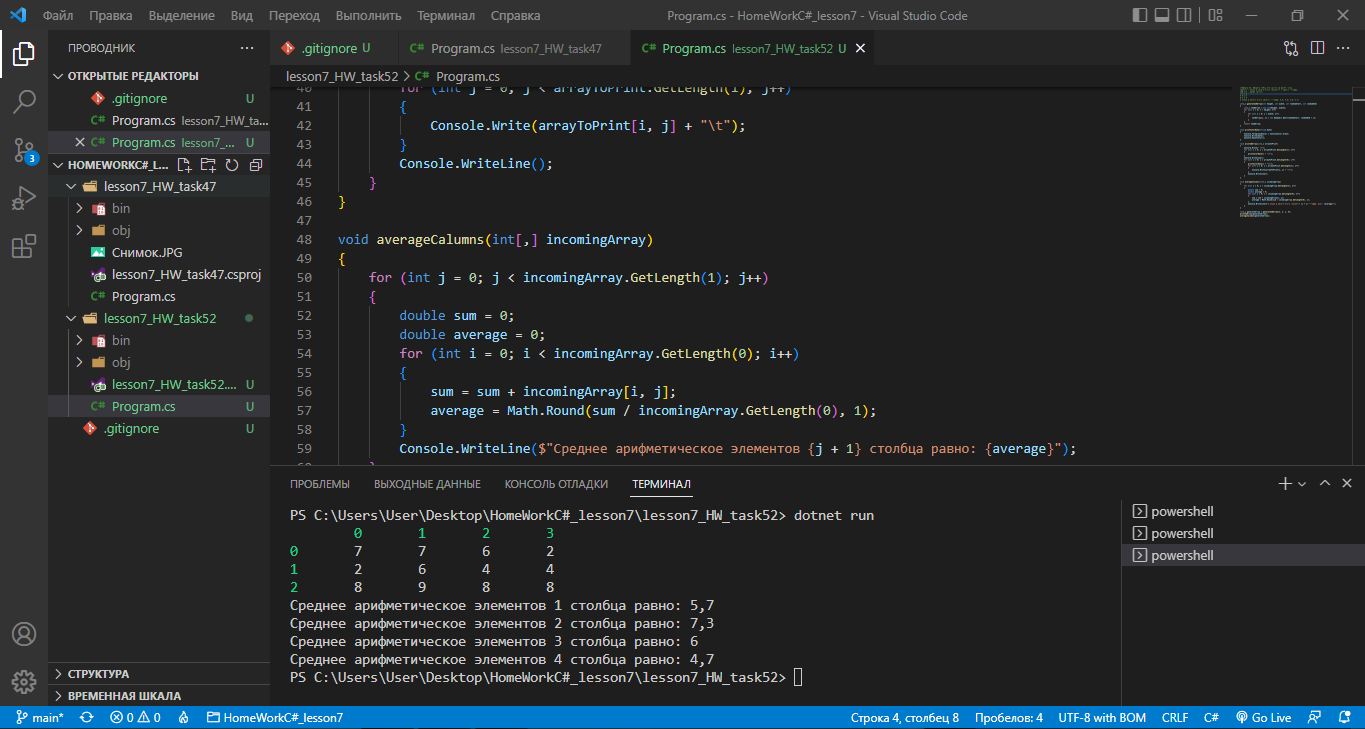 Файл Правка Выделение Вид Переход Выполнить Терминал Справка Program.cs - HomeWorkC#_lesson7 - Visual Studio Code
ПРОВОДНИК
ОТКРЫТЫЕ РЕДАКТОРЫ
.gitignore U
C# Program.cs lesson7_HW_ta...
C# Program.cs lesson7_... U
HOMEWORKC#_L...
lesson7_HW_task47
bin
obj
Снимок.JPG
lesson7_HW_task47.csproj
C# Program.cs
lesson7_HW_task52
bin
obj
lesson7_HW_task52.... U
C# Program.cs U
.gitignore U
СТРУКТУРА
ВРЕМЕННАЯ ШКАЛА
3
.gitignore U C# Program.cs lesson7_HW_task47 C# Program.cs lesson7_HW_task52 U
lesson7_HW_task52 > C# Program.cs
40 for (int j = 0; j < arrayToPrint.GetLength(1); j++)
41 {
42 Console.Write(arrayToPrint[i, j] + "\t");
43 }
44 Console.WriteLine();
45 }
46 }
47
48 void averageCalumns(int[,] incomingArray)
49 {
50 for (int j = 0; j < incomingArray.GetLength(1); j++)
51 {
52 double sum = 0;
53 double average = 0;
54 for (int i = 0; i < incomingArray.GetLength(0); i++)
55 {
56 sum = sum + incomingArray[i, j];
57 average = Math.Round(sum / incomingArray.GetLength(0), 1);
58 }
59 Console.WriteLine($"Среднее арифметическое элементов {j + 1} столбца равно: {average}");
60 }
ПРОБЛЕМЫ ВЫХОДНЫЕ ДАННЫЕ КОНСОЛЬ ОТЛАДКИ ТЕРМИНАЛ
PS C:\Users\User\Desktop\HomeWorkC#_lesson7\lesson7_HW_task52> dotnet run
0 1 2 3
0 7 7 6 2
1 2 6 4 4
2 8 9 8 8
Среднее арифметическое элементов 1 столбца равно: 5,7
Среднее арифметическое элементов 2 столбца равно: 7,3
Среднее арифметическое элементов 3 столбца равно: 6
Среднее арифметическое элементов 4 столбца равно: 4,7
PS C:\Users\User\Desktop\HomeWorkC#_lesson7\lesson7_HW_task52>
powershell
powershell
powershell
main* 0 0 HomeWorkC#_lesson7 Строка 4, столбец 8 Пробелов: 4 UTF-8 with BOM CRLF C# Go Live